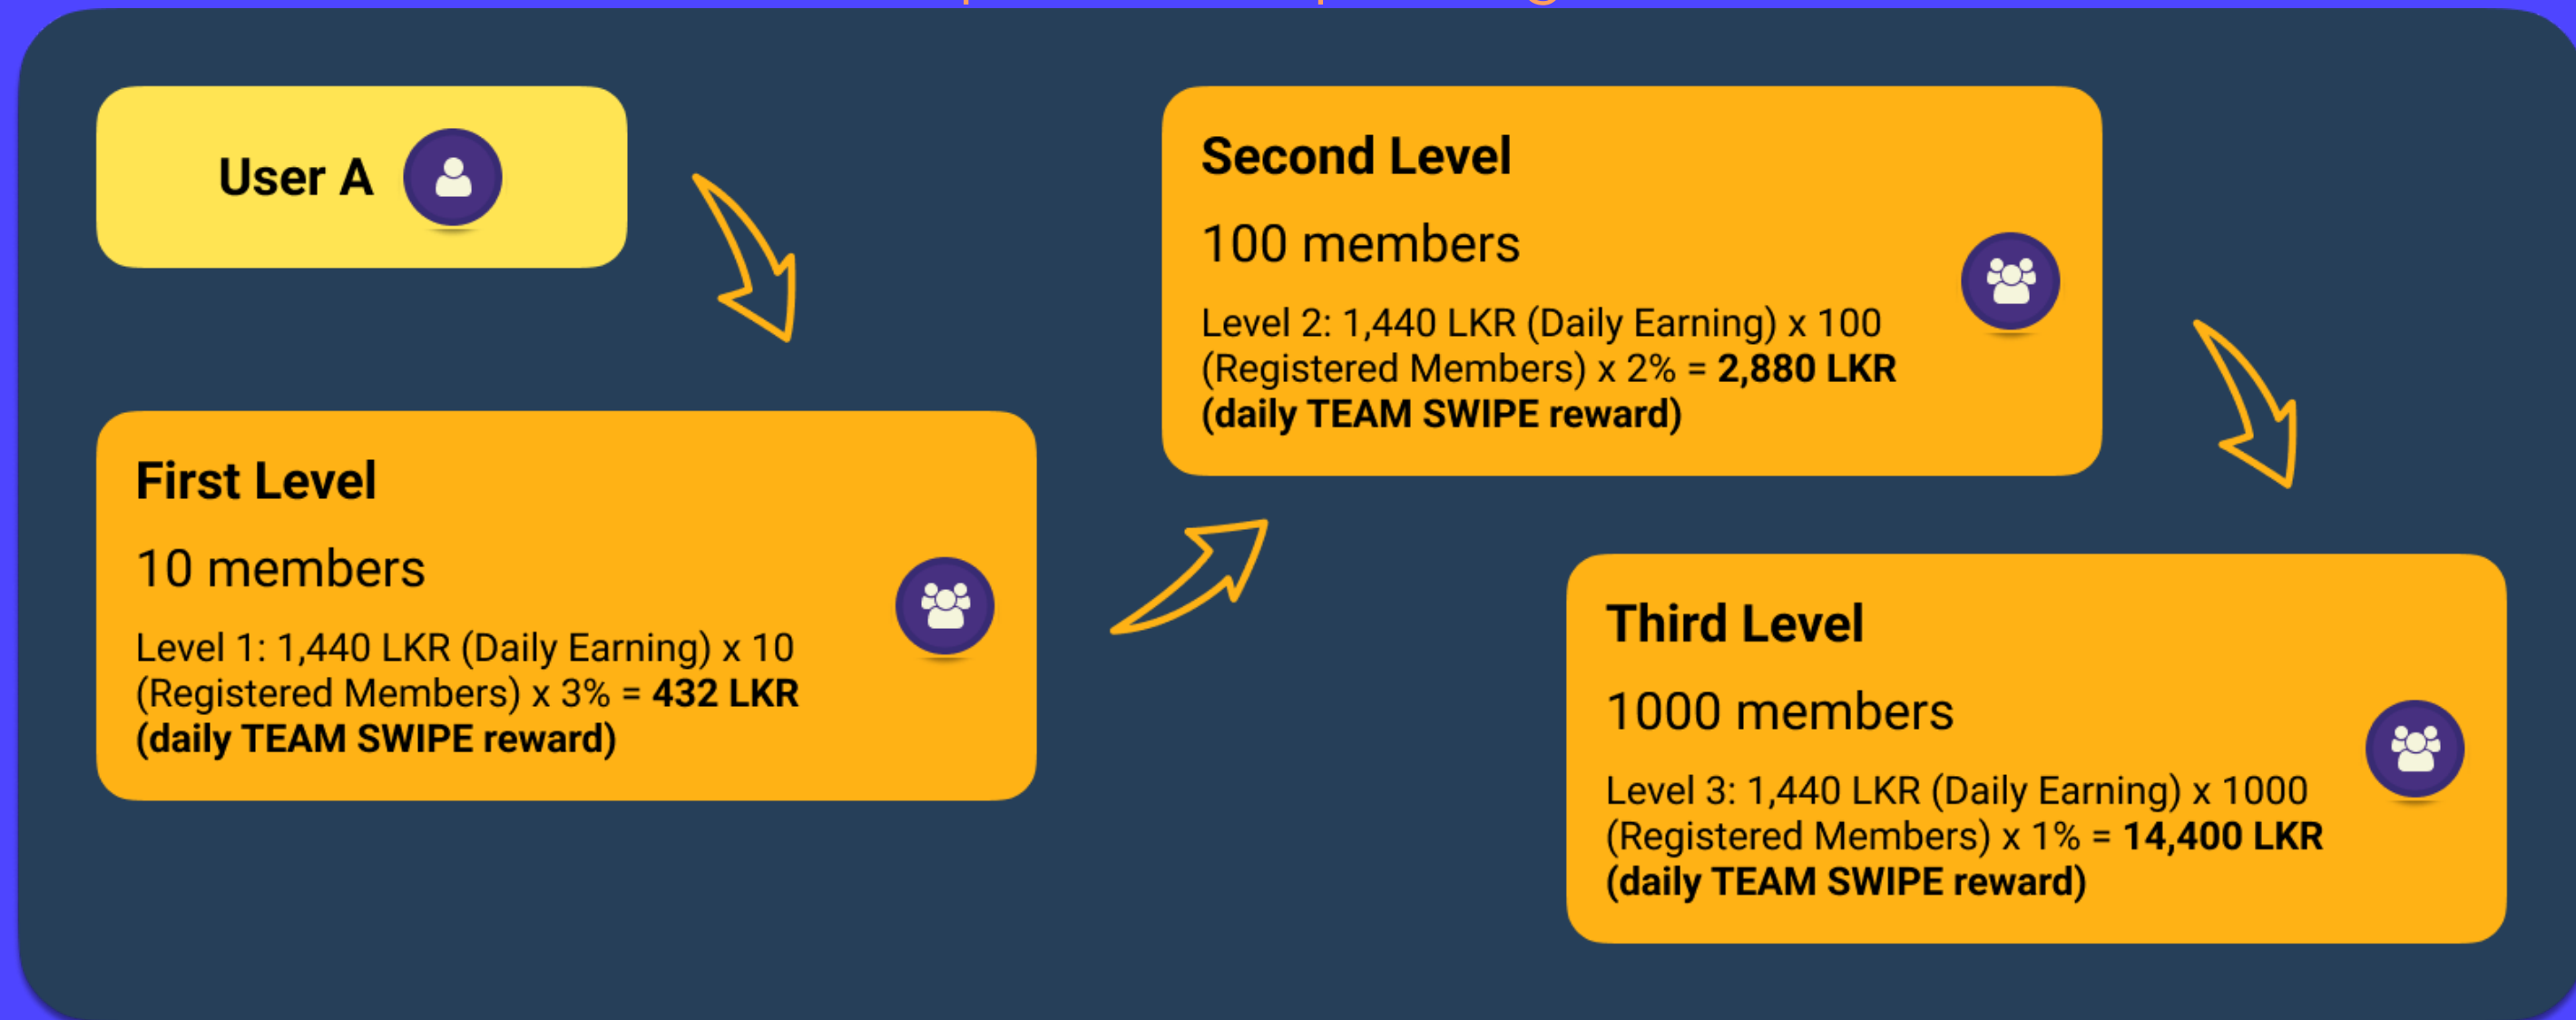 User A
First Level
10 members
Level 1: 1,440 LKR (Daily Earning) x 10
(Registered Members) x 3% = 432 LKR
(daily TEAM SWIPE reward)
Second Level
100 members
Level 2: 1,440 LKR (Daily Earning) x 100
(Registered Members) x 2% = 2,880 LKR
(daily TEAM SWIPE reward)
Third Level
1000 members
Level 3: 1,440 LKR (Daily Earning) x 1000
(Registered Members) x 1% = 14,400 LKR
(daily TEAM SWIPE reward)